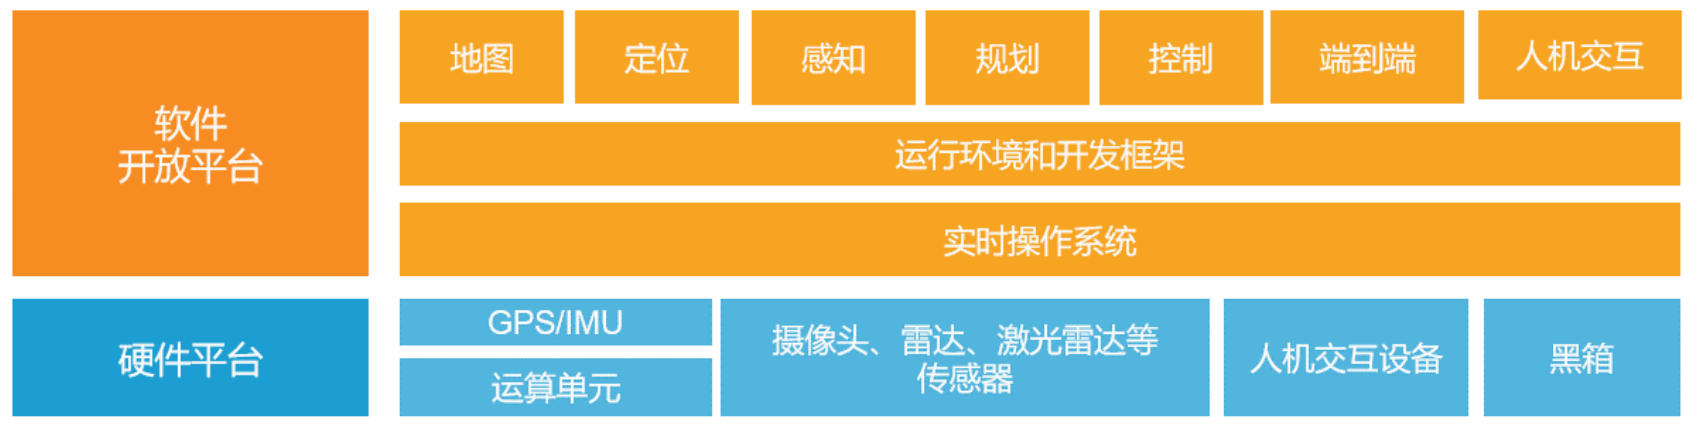 软件
开放平台
地图
定位
感知
规划
控制
端到端
人机交互
运行环境和开发框架
实时操作系统
硬件平台
GPS/IMU
运算单元
摄像头、雷达、激光雷达等
传感器
人机交互设备
黑箱